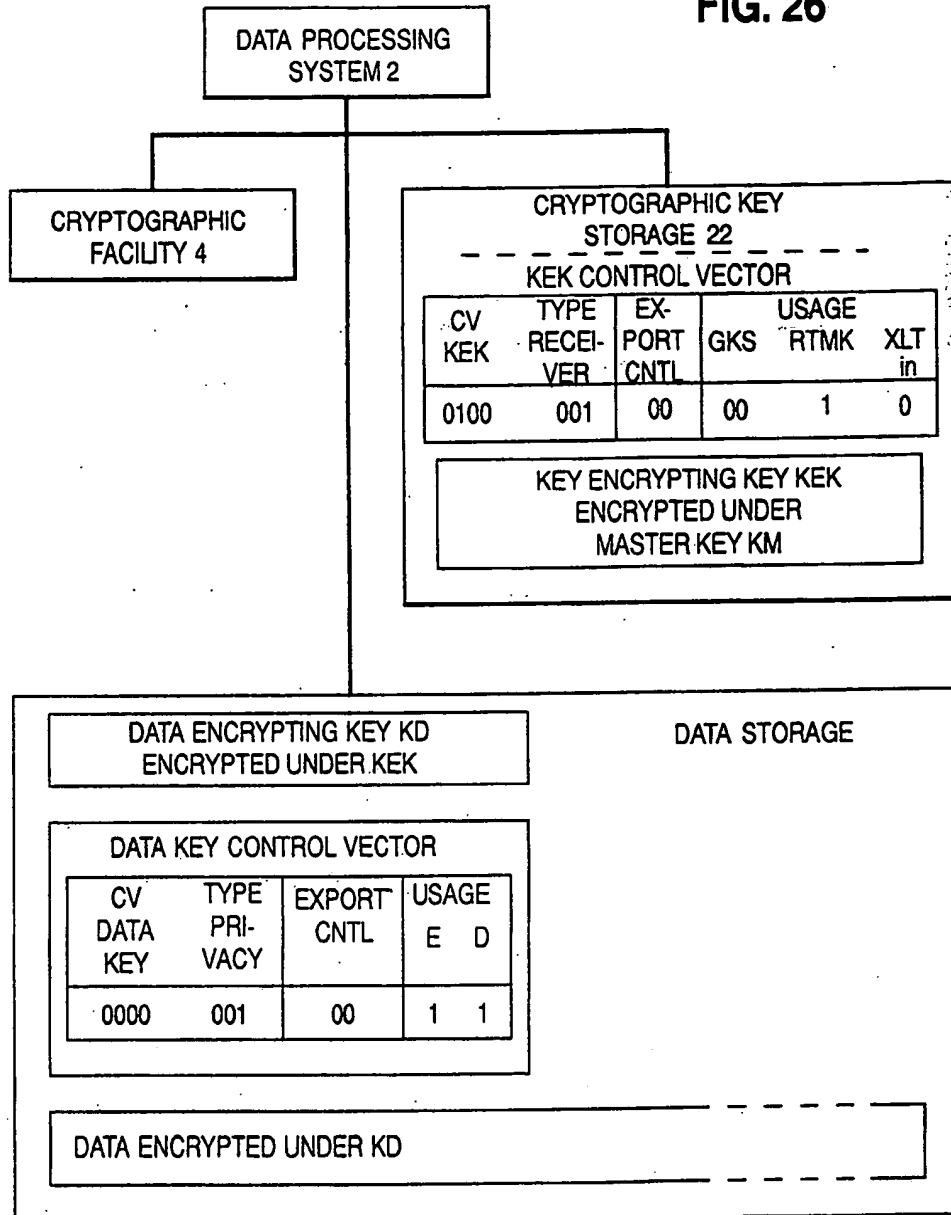 FIG. 26
DATA PROCESSING
SYSTEM 2
CRYPTOGRAPHIC
FACILITY 4
CRYPTOGRAPHIC KEY
STORAGE 22
KEK CONTROL VECTOR
CV
KEK
TYPE
RECEI-
VER
EX-
PORT
CNTL
USAGE
GKS RTMK XLT
in
0100 001 00 00 1 0
KEY ENCRYPTING KEY KEK
ENCRYPTED UNDER
MASTER KEY KM
DATA ENCRYPTING KEY KD
ENCRYPTED UNDER KEK
DATA STORAGE
DATA KEY CONTROL VECTOR
CV
DATA
KEY
TYPE
PRI-
VACY
EXPORT
CNTL
USAGE
E D
0000 001 00 1 1
DATA ENCRYPTED UNDER KD